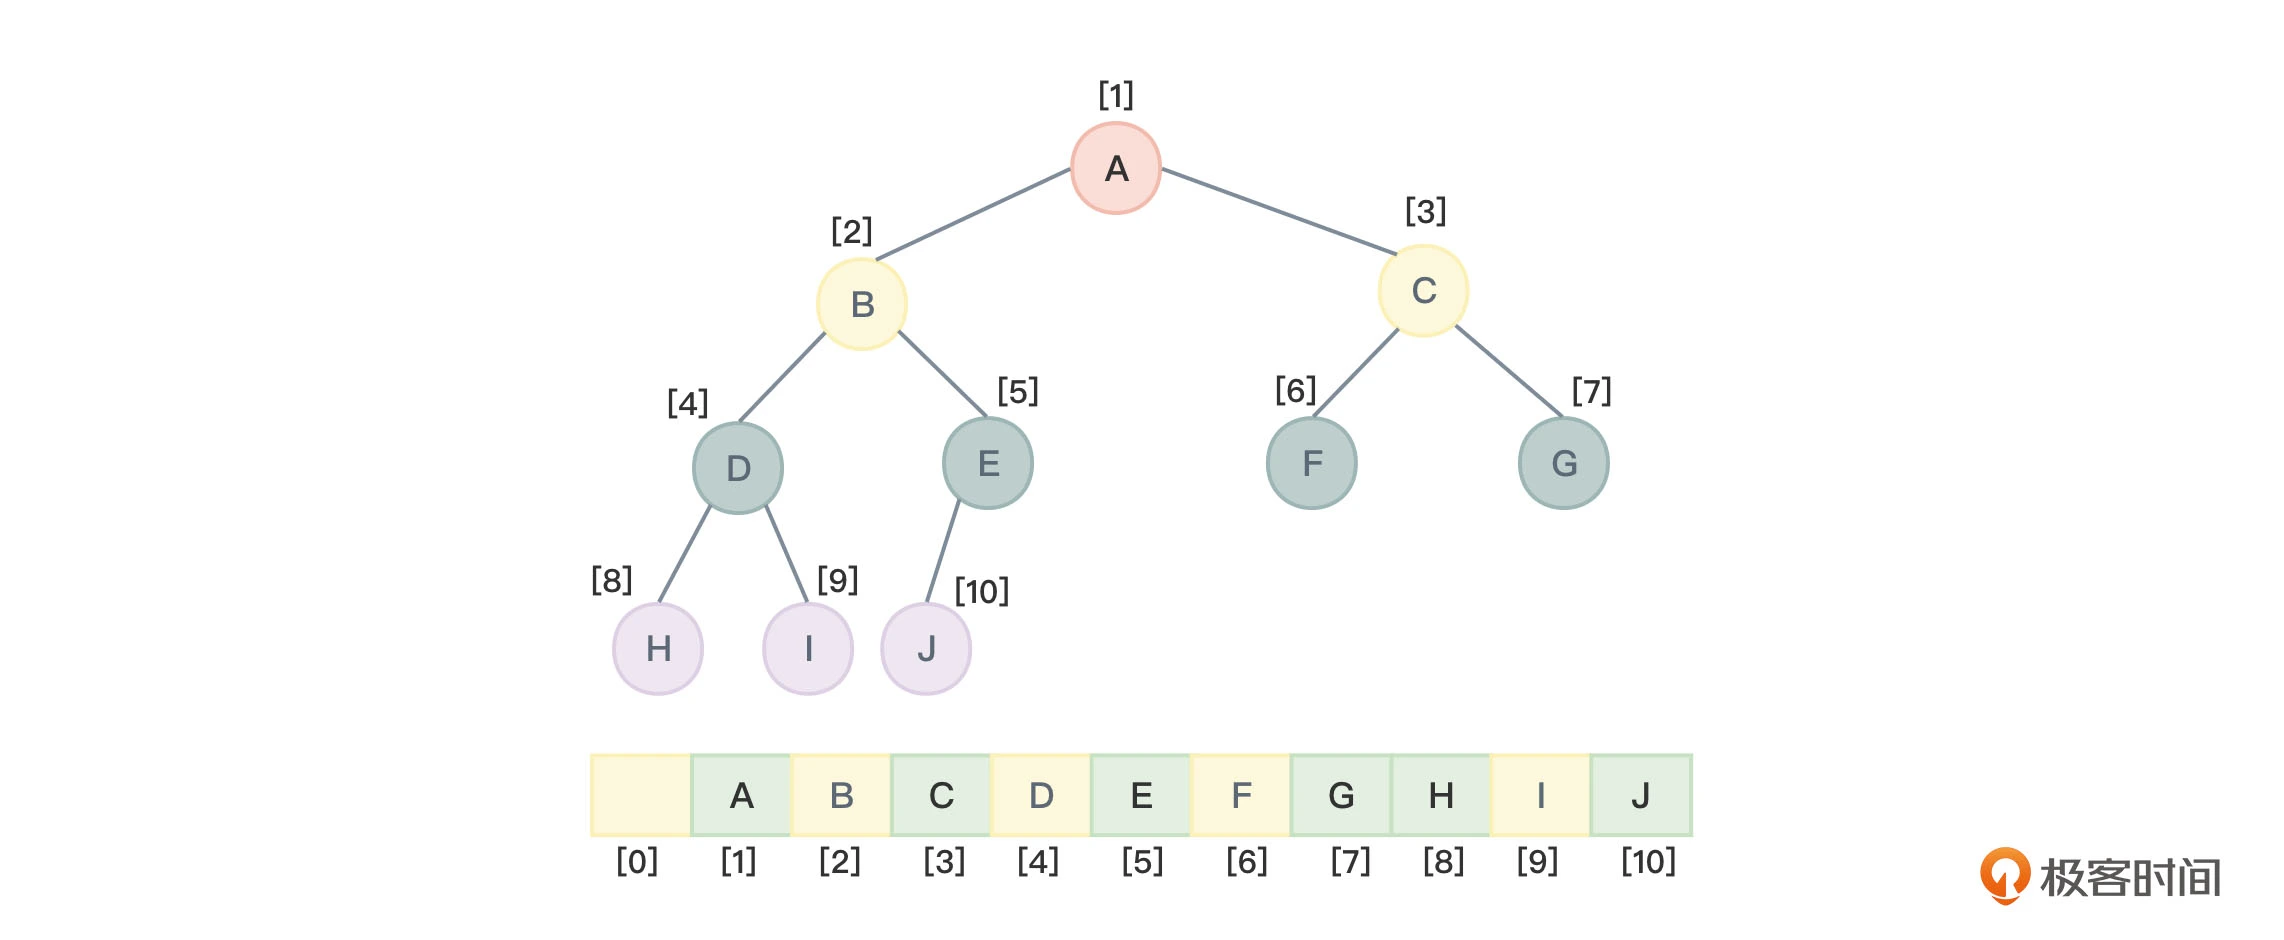 [1]
A
[2]
[3]
B
C
[4]
[5]
[6]
[7]
D
E
F
G
[8]
[9]
[10]
H
I
J
A B C D E F G H I J
[0] [1] [2] [3] [4] [5] [6] [7] [8] [9] [10]
极客时间